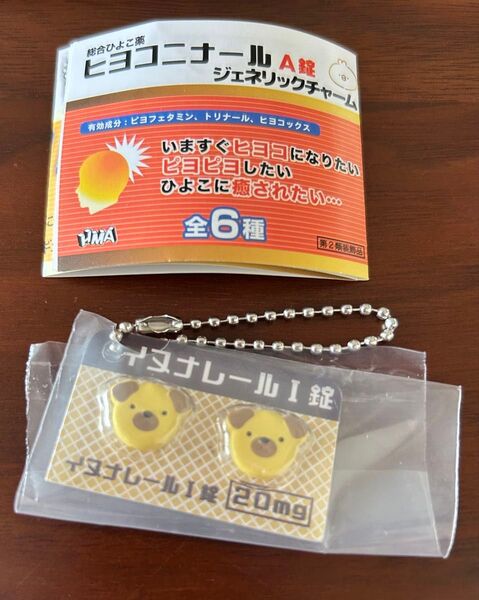 総合ひよこ薬
ヒヨコニナール A錠
ジェネリックチャーム
有効成分：ピヨフェタミン、トリナール、ヒヨコックス
いますぐヒヨコになりたい
ピヨピヨしたい
ひよこに癒されたい…
全6種
HMA
第2類装飾品
イヌナレールI錠
イヌナレールI錠 20mg